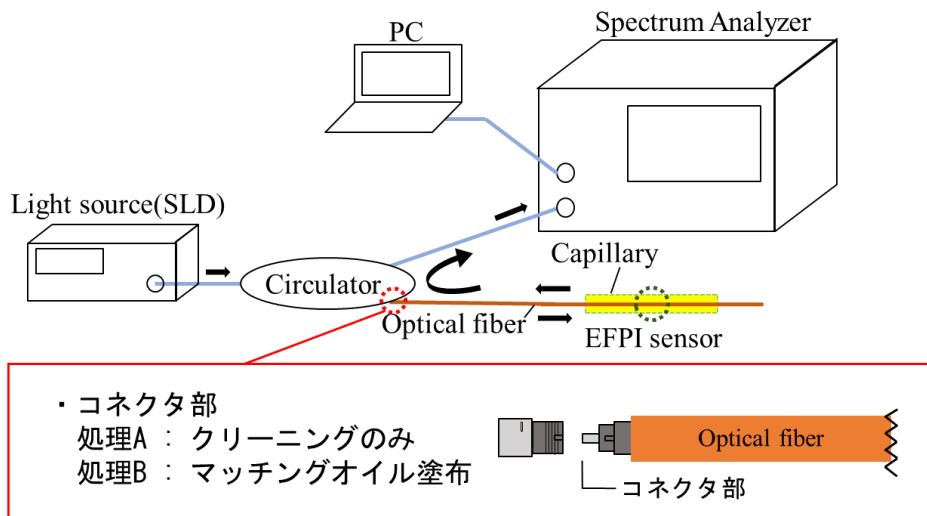 Spectrum Analyzer
PC
Light source(SLD)
Circulator
Capillary
Optical fiber
EFPI sensor
・コネクタ部
処理A : クリーニングのみ
処理B : マッチングオイル塗布
Optical fiber
コネクタ部